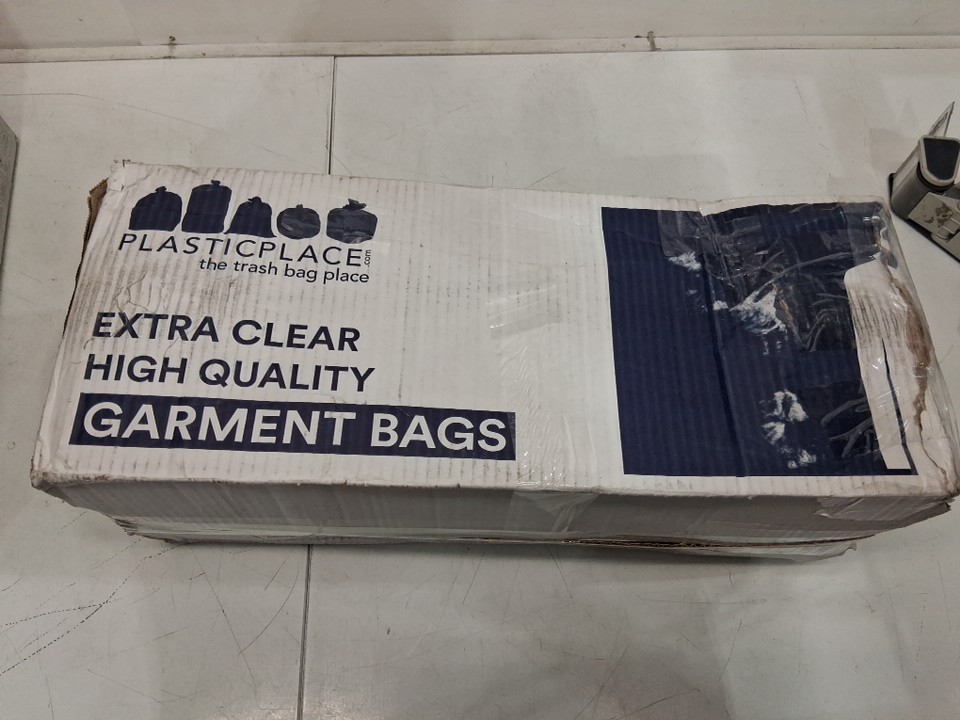 PLASTICPLACE.com
the trash bag place
EXTRA CLEAR
HIGH QUALITY
GARMENT BAGS